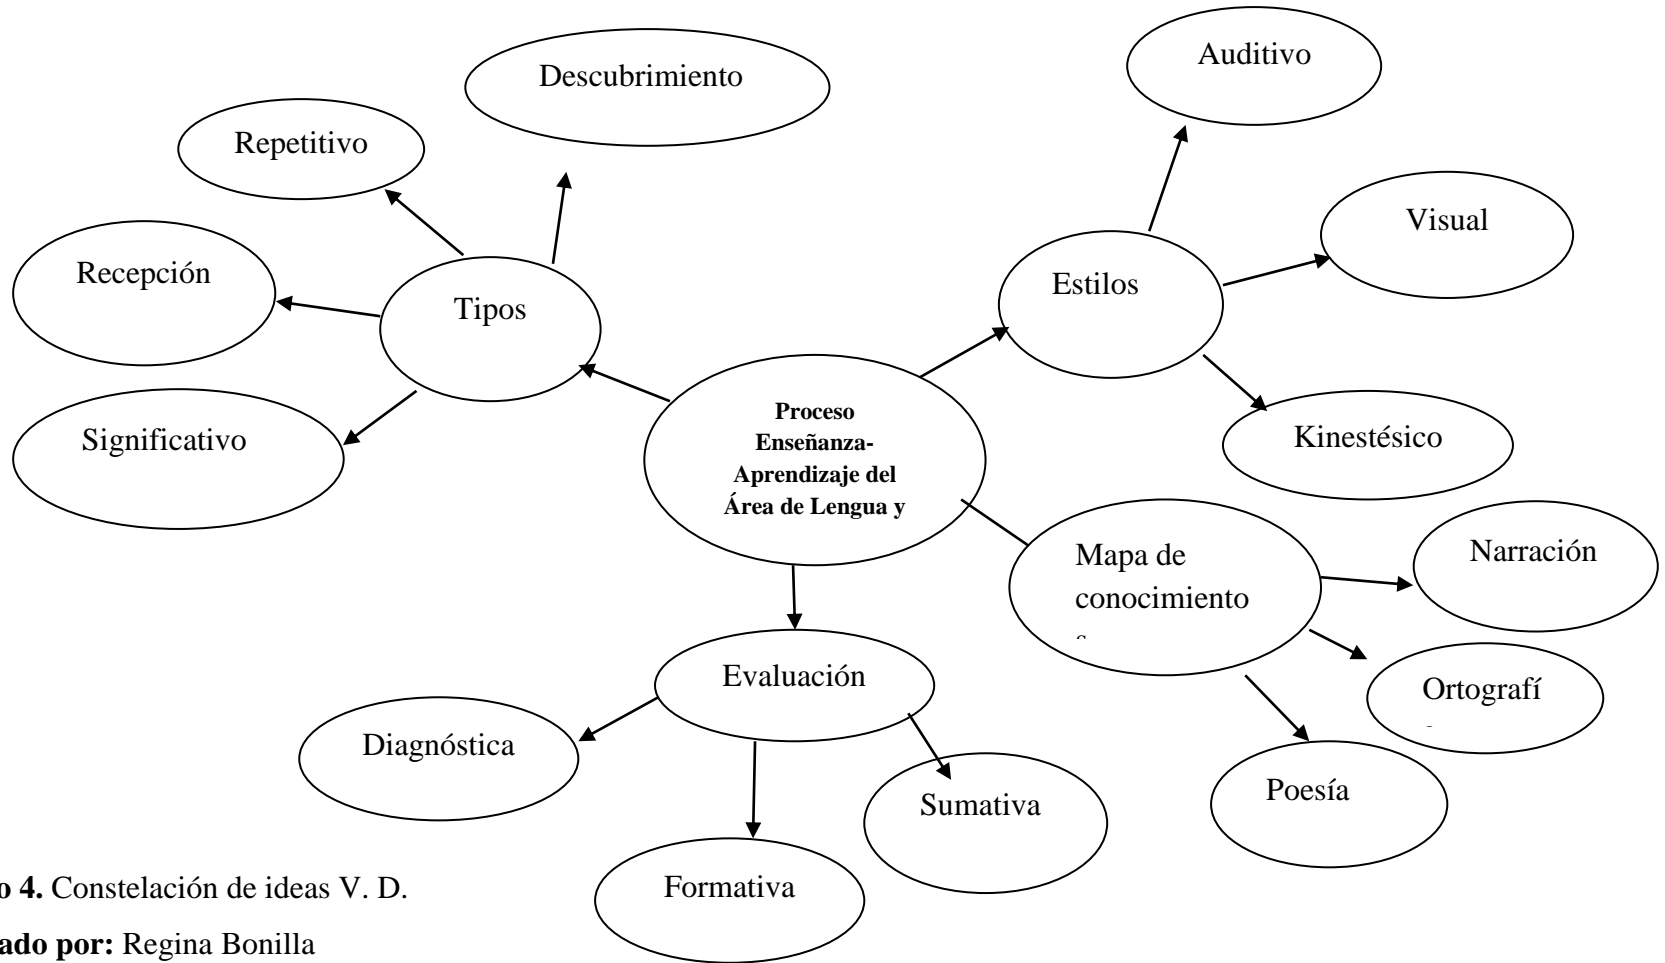 Descubrimiento
Auditivo
Repetitivo
Visual
Recepción
Estilos
Tipos
Proceso
Enseñanza-
Aprendizaje del
Área de Lengua y
Significativo
Kinestésico
Mapa de
conocimiento
Narración
Evaluación
Ortografí
Diagnóstica
Sumativa
Poesía
Formativa
o 4. Constelación de ideas V. D.
ado por: Regina Bonilla